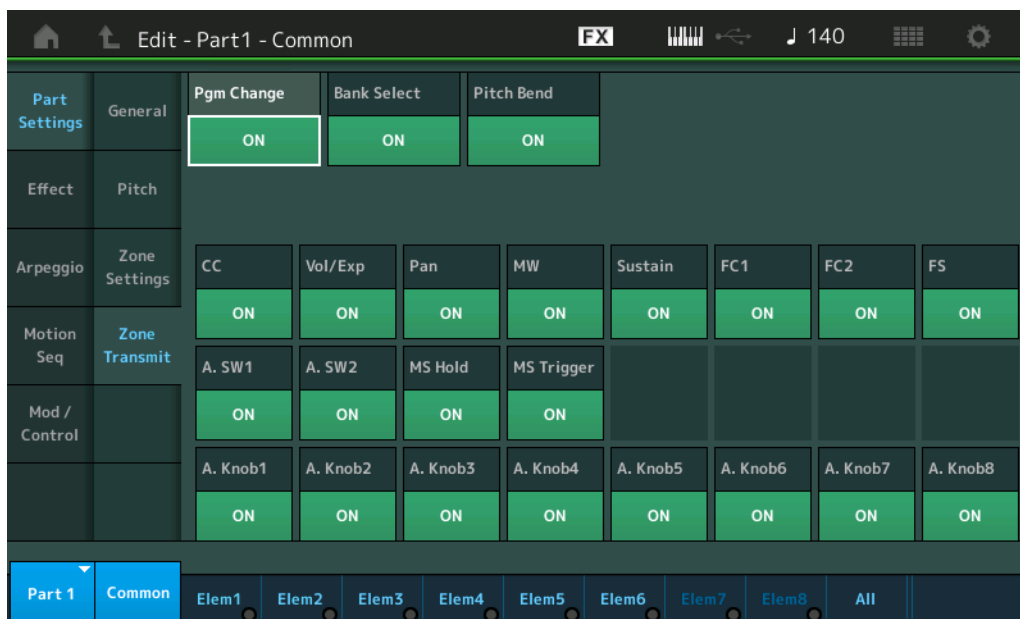 Edit - Part1 - Common FX 140
Part Settings
General
Pgm Change Bank Select Pitch Bend
ON ON ON
Effect
Pitch
Arpeggio
Zone Settings
CC Vol/Exp Pan MW Sustain FC1 FC2 FS
ON ON ON ON ON ON ON ON
Motion Seq
Zone Transmit
A. SW1 A. SW2 MS Hold MS Trigger
ON ON ON ON
Mod / Control
A. Knob1 A. Knob2 A. Knob3 A. Knob4 A. Knob5 A. Knob6 A. Knob7 A. Knob8
ON ON ON ON ON ON ON ON
Part 1 Common Elem1 Elem2 Elem3 Elem4 Elem5 Elem6 Elem7 Elem8 All